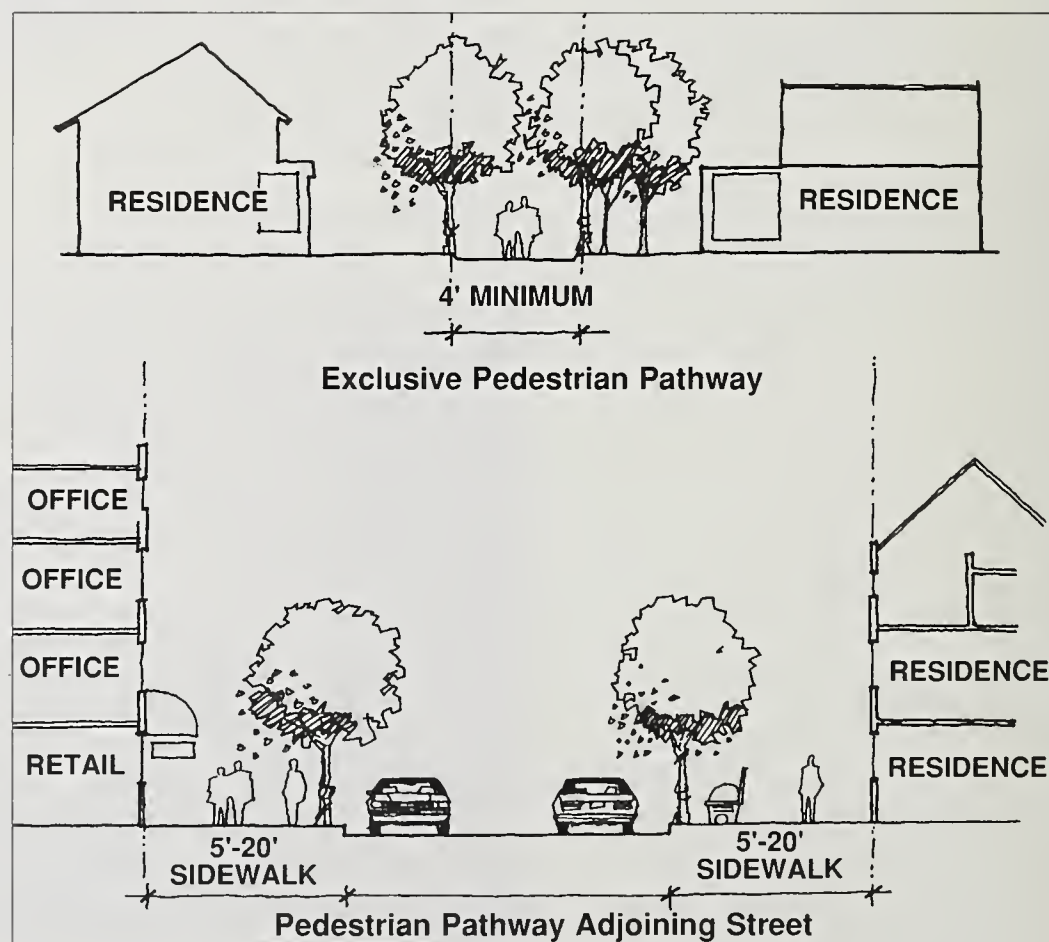 RESIDENCE
RESIDENCE
4' MINIMUM
Exclusive Pedestrian Pathway
OFFICE
OFFICE
OFFICE
RESIDENCE
RETAIL
RESIDENCE
5'-20'
SIDEWALK
5'-20'
SIDEWALK
Pedestrian Pathway Adjoining Street